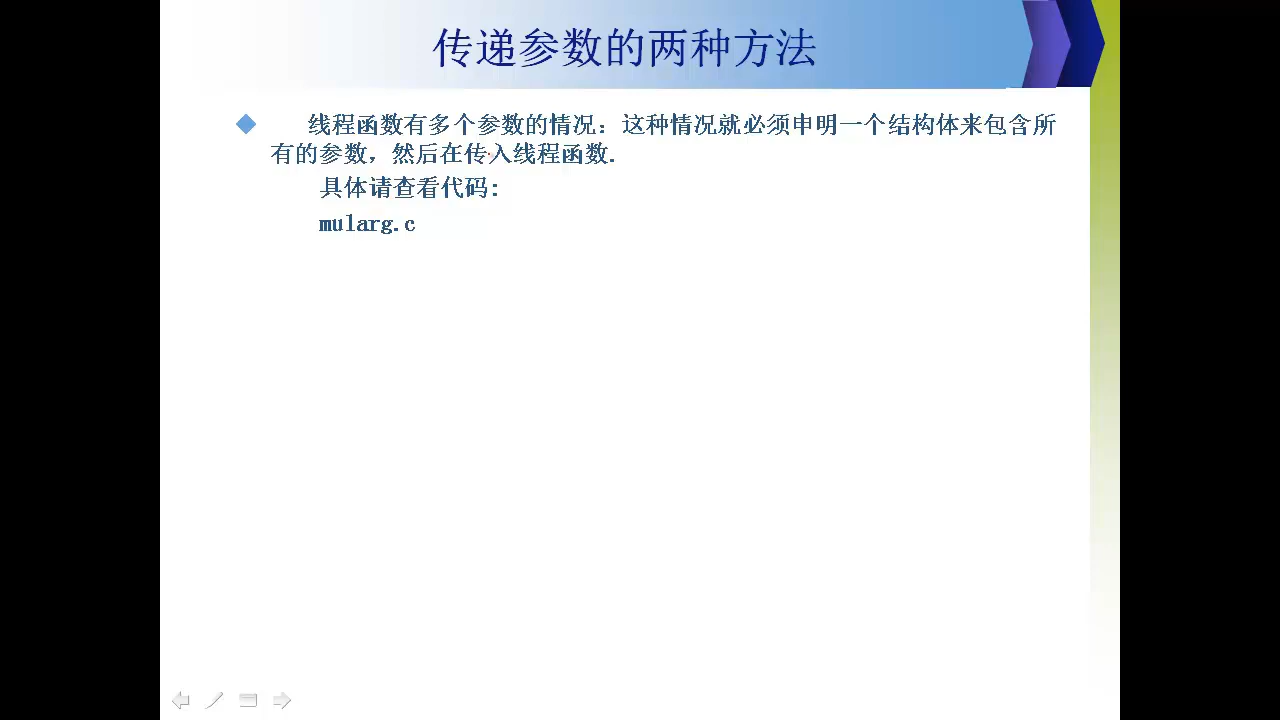 传递参数的两种方法
线程函数有多个参数的情况：这种情况就必须申明一个结构体来包含所
有的参数，然后在传入线程函数.
具体请查看代码:
mularg.c